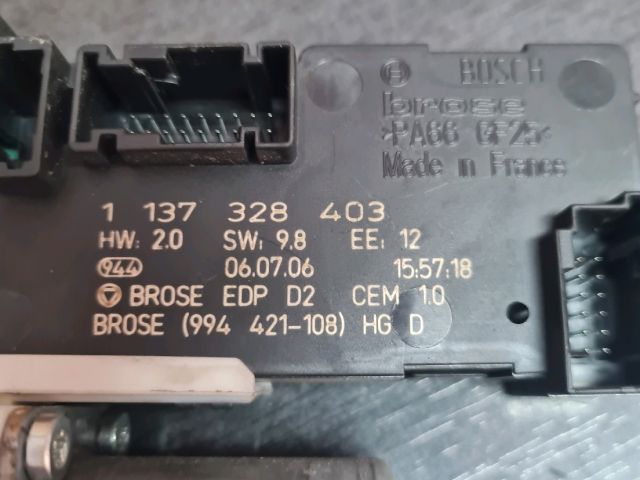 BOSCH
brose
>PA66 GF25<
Made in France
1 137 328 403
HW: 2.0 SW: 9.8 EE: 12
944 06.07.06 15:57:18
BROSE EDP D2 CEM 1.0
BROSE (994 421-108) HG D